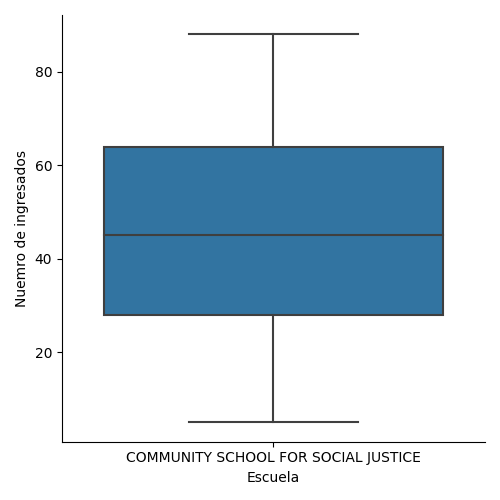 80
60
40
20
Nuemro de ingresados
COMMUNITY SCHOOL FOR SOCIAL JUSTICE
Escuela